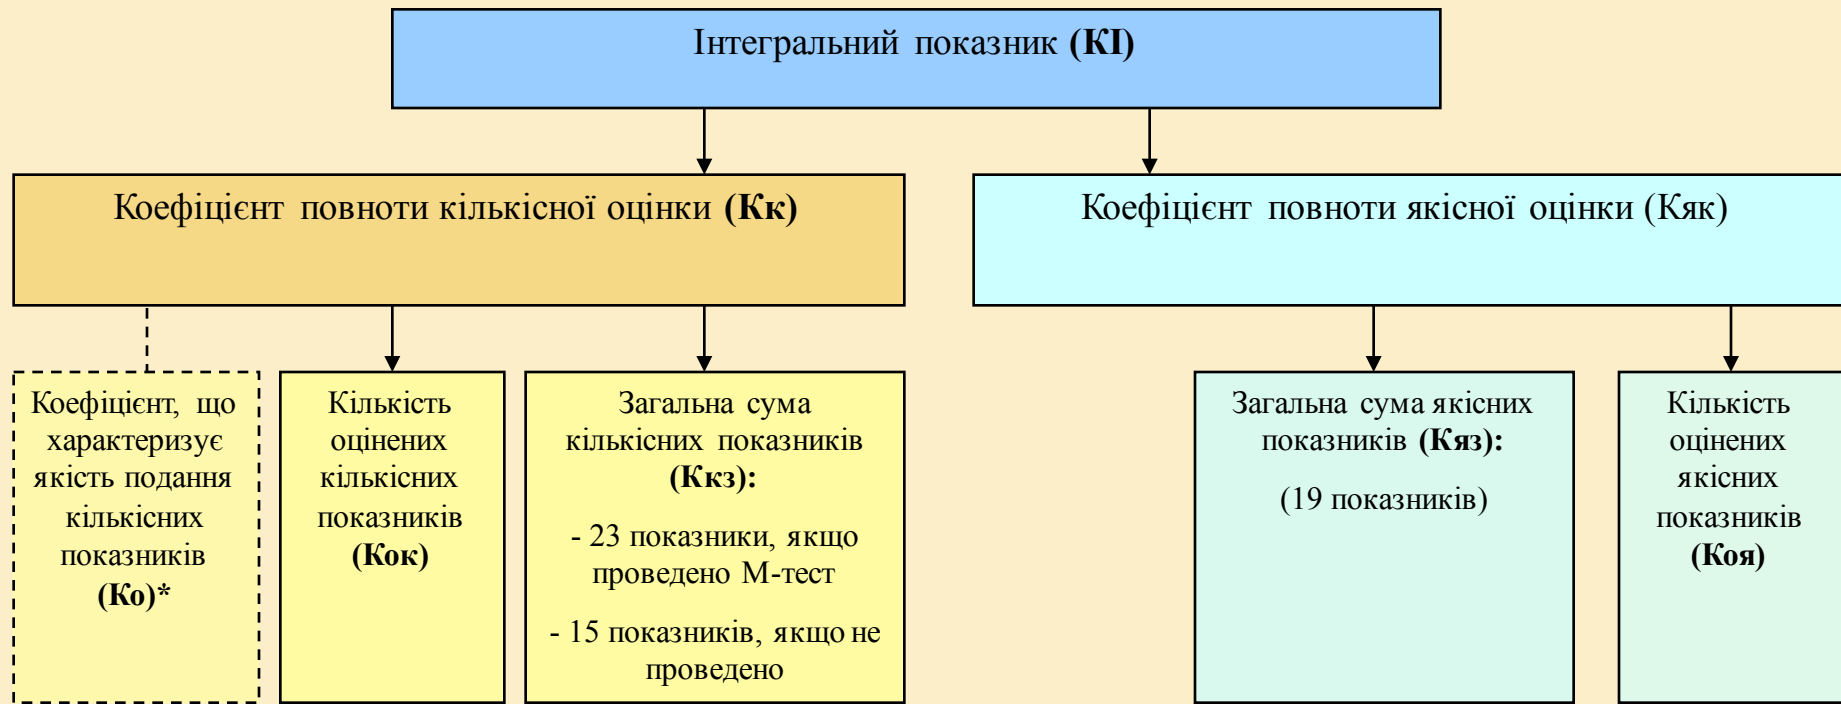 Інтегральний показник (КІ)
Коефіцієнт повноти кількісної оцінки (Кк)
Коефіцієнт повноти якісної оцінки (Кяк)
Коефіцієнт, що
характеризує
якість подання
кількісних
показників
(Ко)*
Кількість
оцінених
кількісних
показників
(Кок)
Загальна сума
кількісних показників
(Ккз):
- 23 показники, якщо
проведено М-тест
- 15 показників, якщо не
проведено
Загальна сума якісних
показників (Кяз):
(19 показників)
Кількість
оцінених
якісних
показників
(Коя)